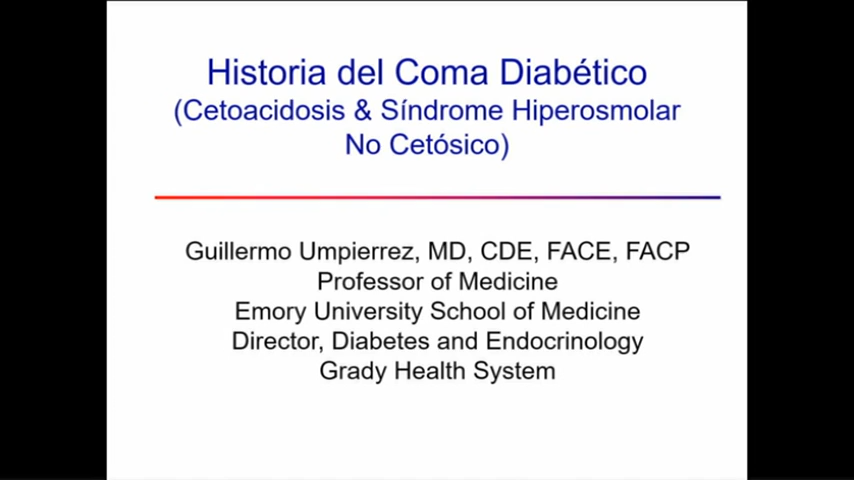 Historia del Coma Diabético
(Cetoacidosis & Síndrome Hiperosmolar
No Cetósico)
Guillermo Umpierrez, MD, CDE, FACE, FACP
Professor of Medicine
Emory University School of Medicine
Director, Diabetes and Endocrinology
Grady Health System